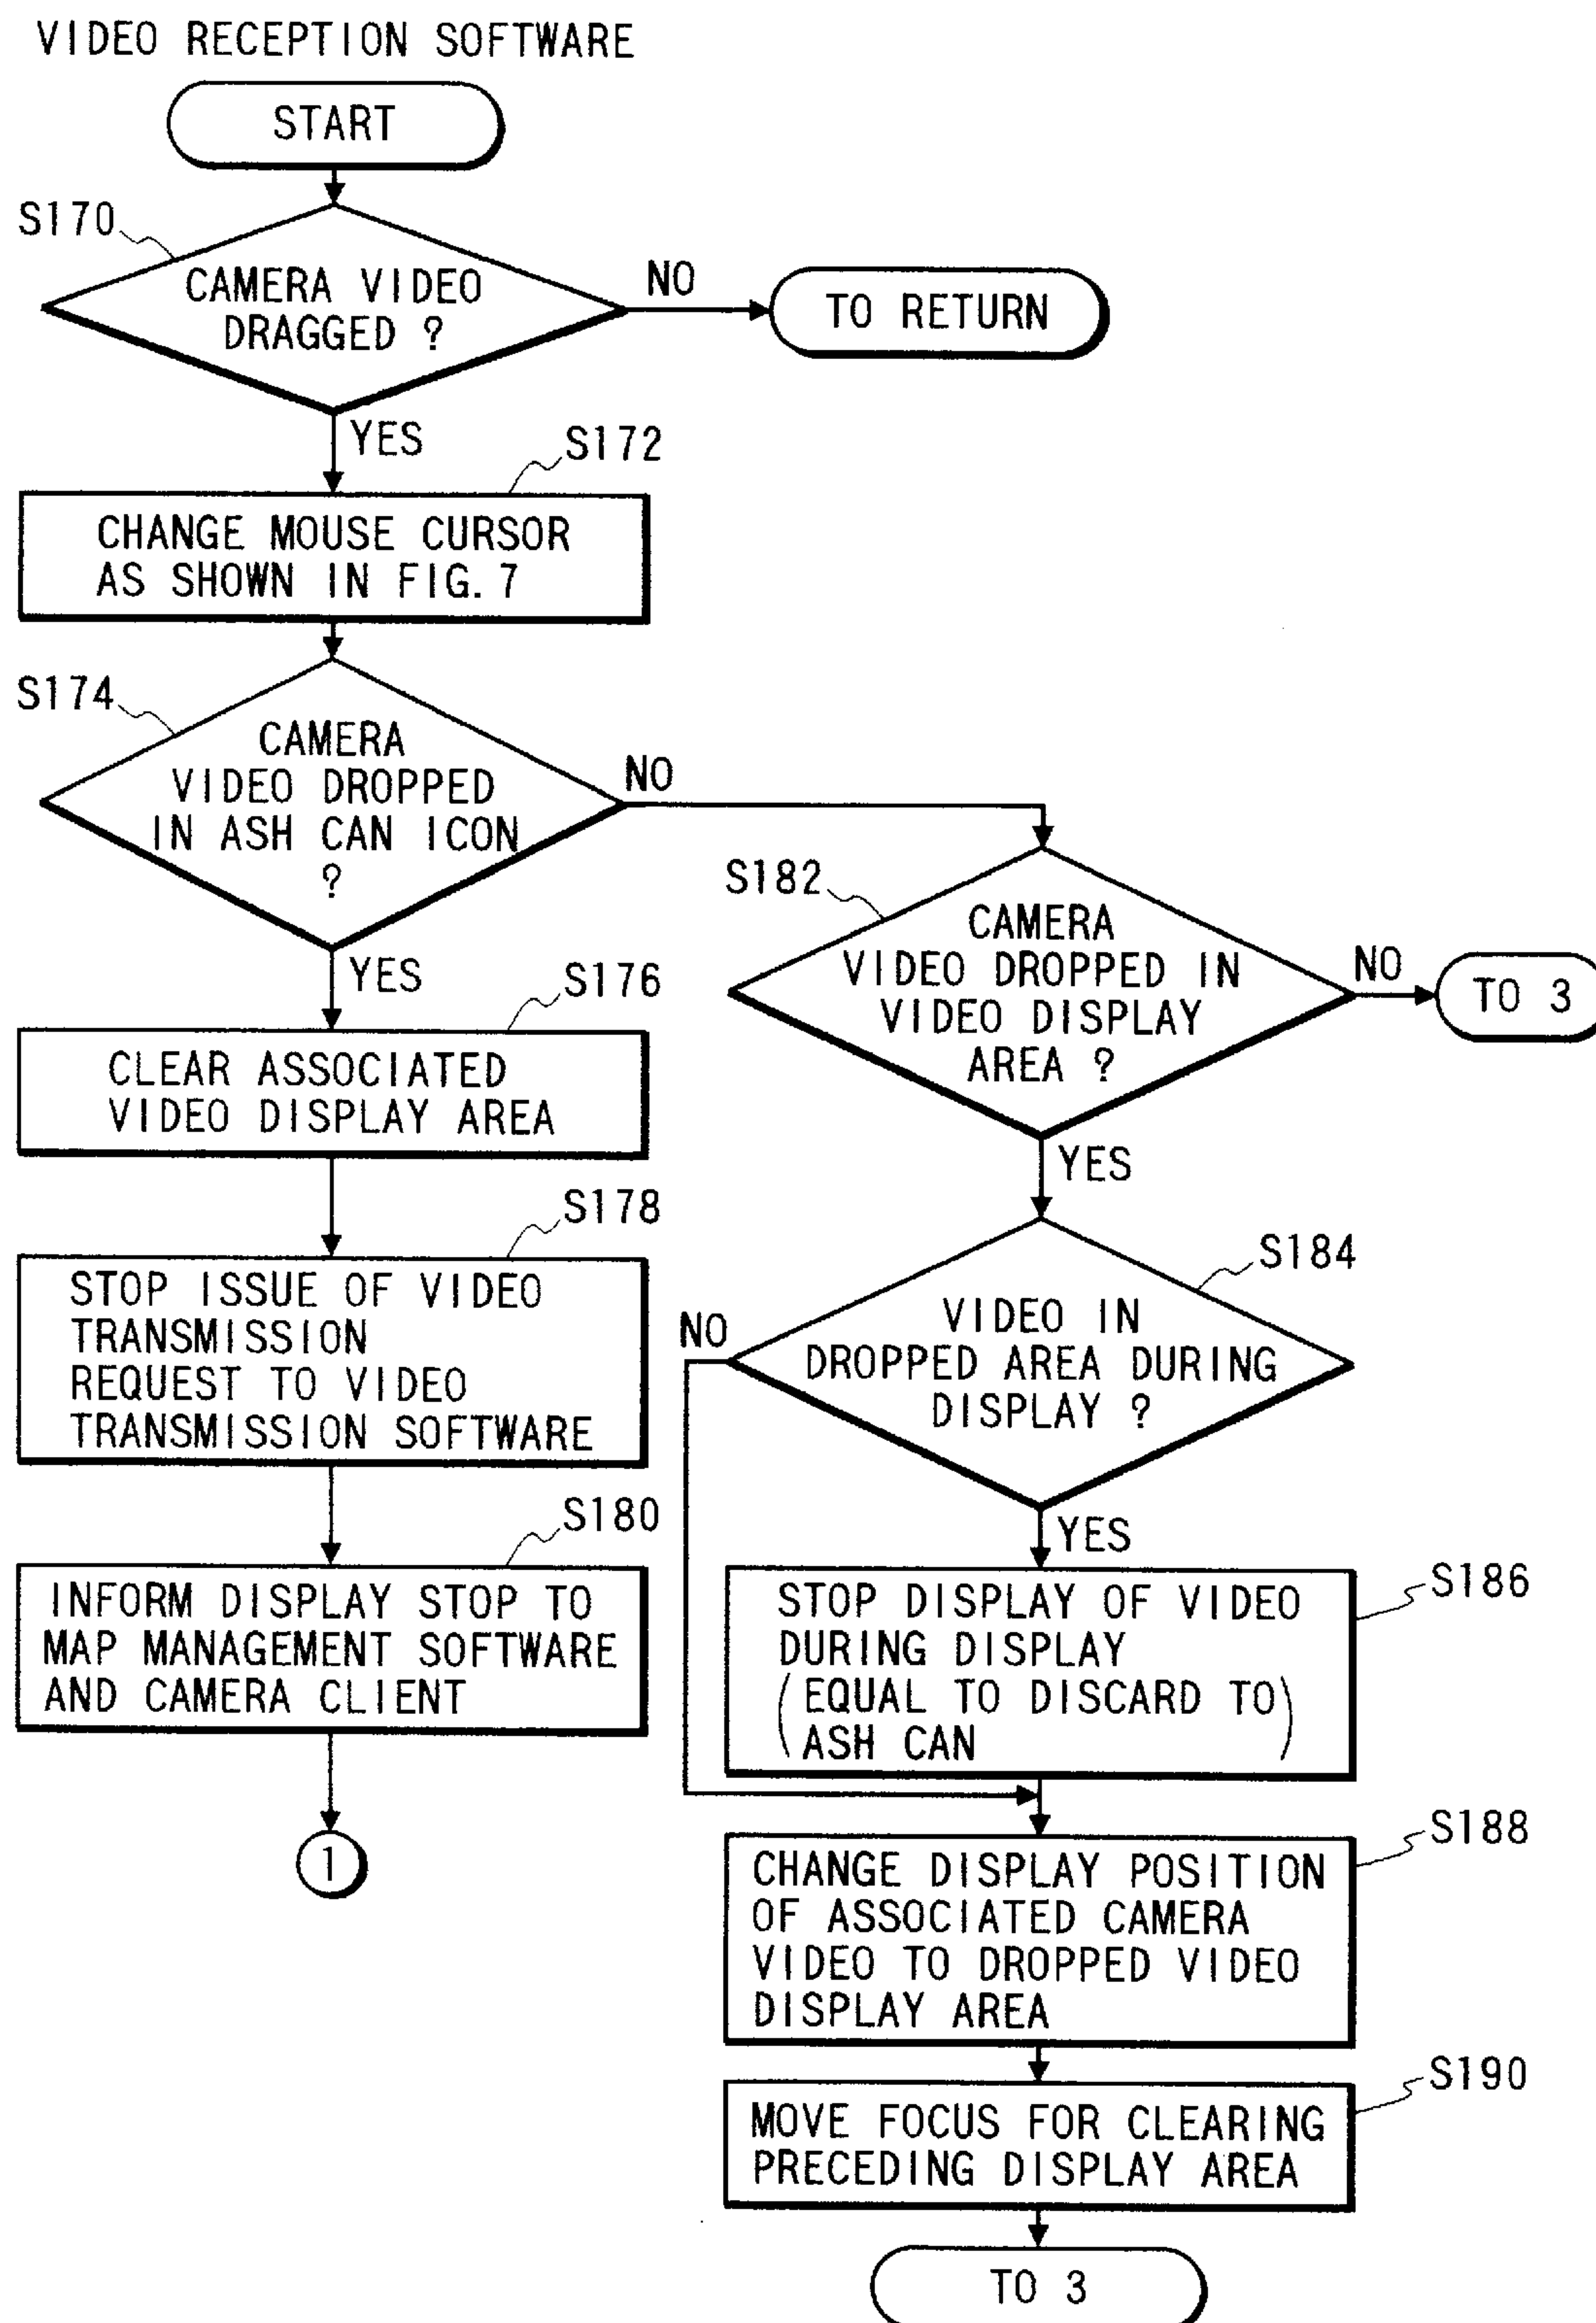 VIDEO RECEPTION SOFTWARE
START
S170
CAMERA VIDEO
DRAGGED ?
NO
TO RETURN
YES
S172
CHANGE MOUSE CURSOR
AS SHOWN IN FIG. 7
S174
CAMERA
VIDEO DROPPED
IN ASH CAN ICON
?
NO
YES
S176
CLEAR ASSOCIATED
VIDEO DISPLAY AREA
S178
STOP ISSUE OF VIDEO
TRANSMISSION
REQUEST TO VIDEO
TRANSMISSION SOFTWARE
S180
INFORM DISPLAY STOP TO
MAP MANAGEMENT SOFTWARE
AND CAMERA CLIENT
1
S182
CAMERA
VIDEO DROPPED IN
VIDEO DISPLAY
AREA ?
NO
TO 3
YES
S184
VIDEO IN
DROPPED AREA DURING
DISPLAY ?
NO
YES
S186
STOP DISPLAY OF VIDEO
DURING DISPLAY
(EQUAL TO DISCARD TO
ASH CAN)
S188
CHANGE DISPLAY POSITION
OF ASSOCIATED CAMERA
VIDEO TO DROPPED VIDEO
DISPLAY AREA
S190
MOVE FOCUS FOR CLEARING
PRECEDING DISPLAY AREA
TO 3